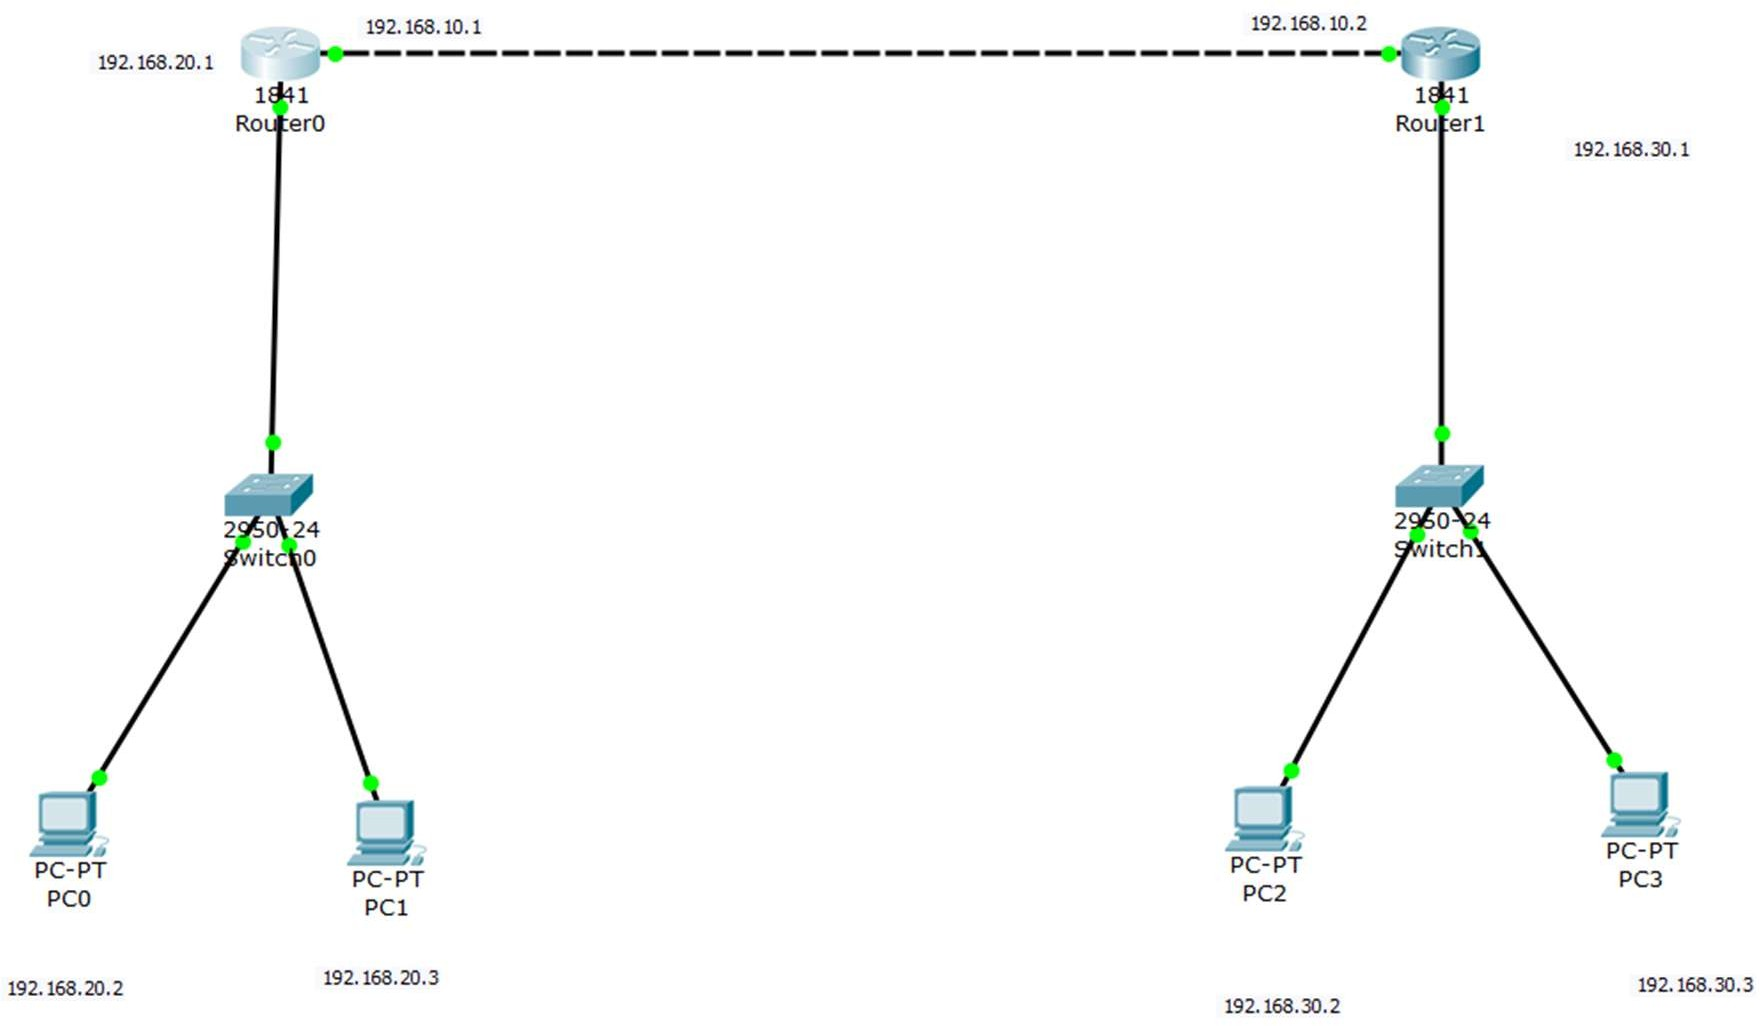 192.168.10.1
192.168.10.2
192.168.20.1
1841
Router0
1841
Router1
192.168.30.1
2950-24
Switch0
2950-24
Switch1
PC-PT
PC0
PC-PT
PC1
PC-PT
PC2
PC-PT
PC3
192.168.20.2
192.168.20.3
192.168.30.2
192.168.30.3